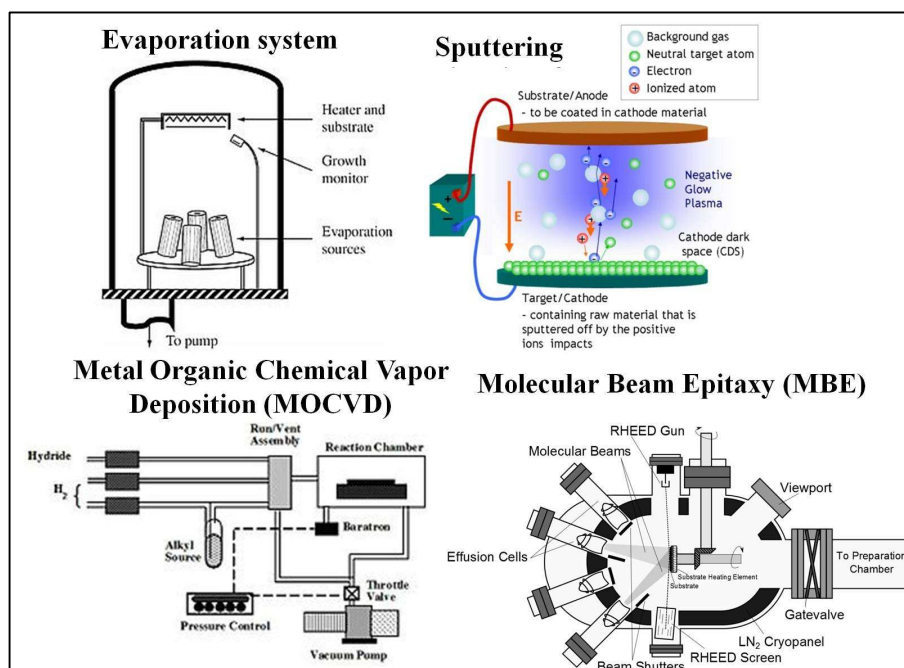 Evaporation system
Heater and
substrate
Growth
monitor
Evaporation
sources
To pump
Sputtering
Background gas
Neutral target atom
Electron
Ionized atom
Substrate/Anode
- to be coated in cathode material
+
−
E
Negative
Glow
Plasma
Cathode dark
space (CDS)
Target/Cathode
- containing raw material that is
sputtered off by the positive
ions impacts
Metal Organic Chemical Vapor
Deposition (MOCVD)
Run/Vent
Assembly
Reaction Chamber
Hydride
H2
Alkyl
Source
Baratron
Throttle
Valve
Pressure Control
Vacuum Pump
Molecular Beam Epitaxy (MBE)
RHEED Gun
Molecular Beams
Viewport
Effusion Cells
To Preparation
Chamber
Substrate Heating Element
Substrate
Gatevalve
LN2 Cryopanel
RHEED Screen
Beam Shutters